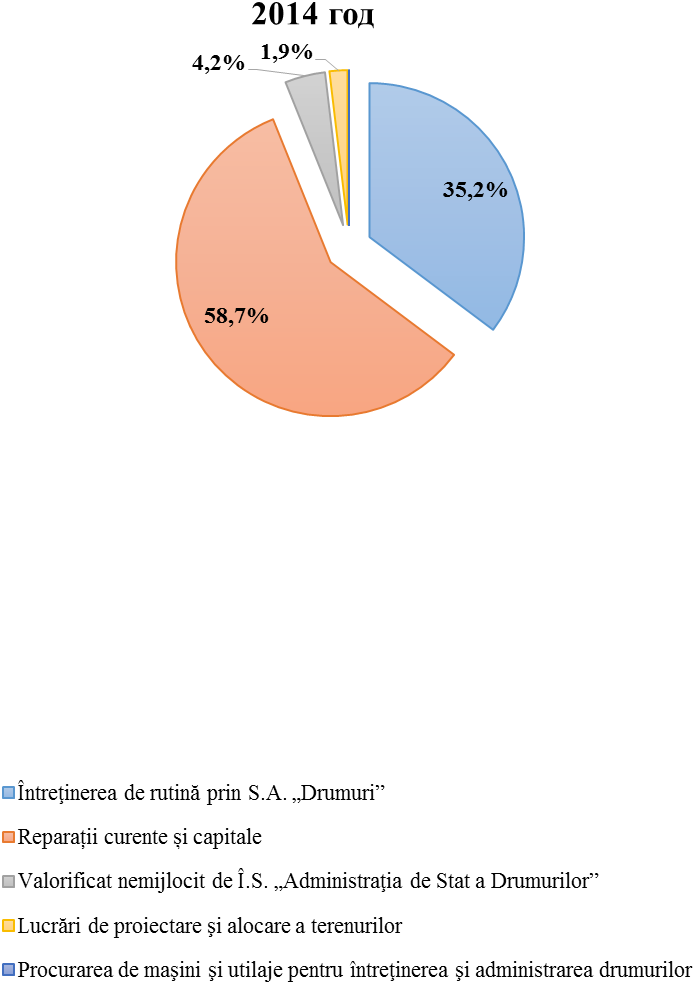 2014 год
1,9%
4,2%
35,2%
58,7%
Întreţinerea de rutină prin S.A. „Drumuri”
Reparații curente și capitale
Valorificat nemijlocit de Î.S. „Administraţia de Stat a Drumurilor”
Lucrări de proiectare şi alocare a terenurilor
Procurarea de maşini şi utilaje pentru întreţinerea şi administrarea drumurilor